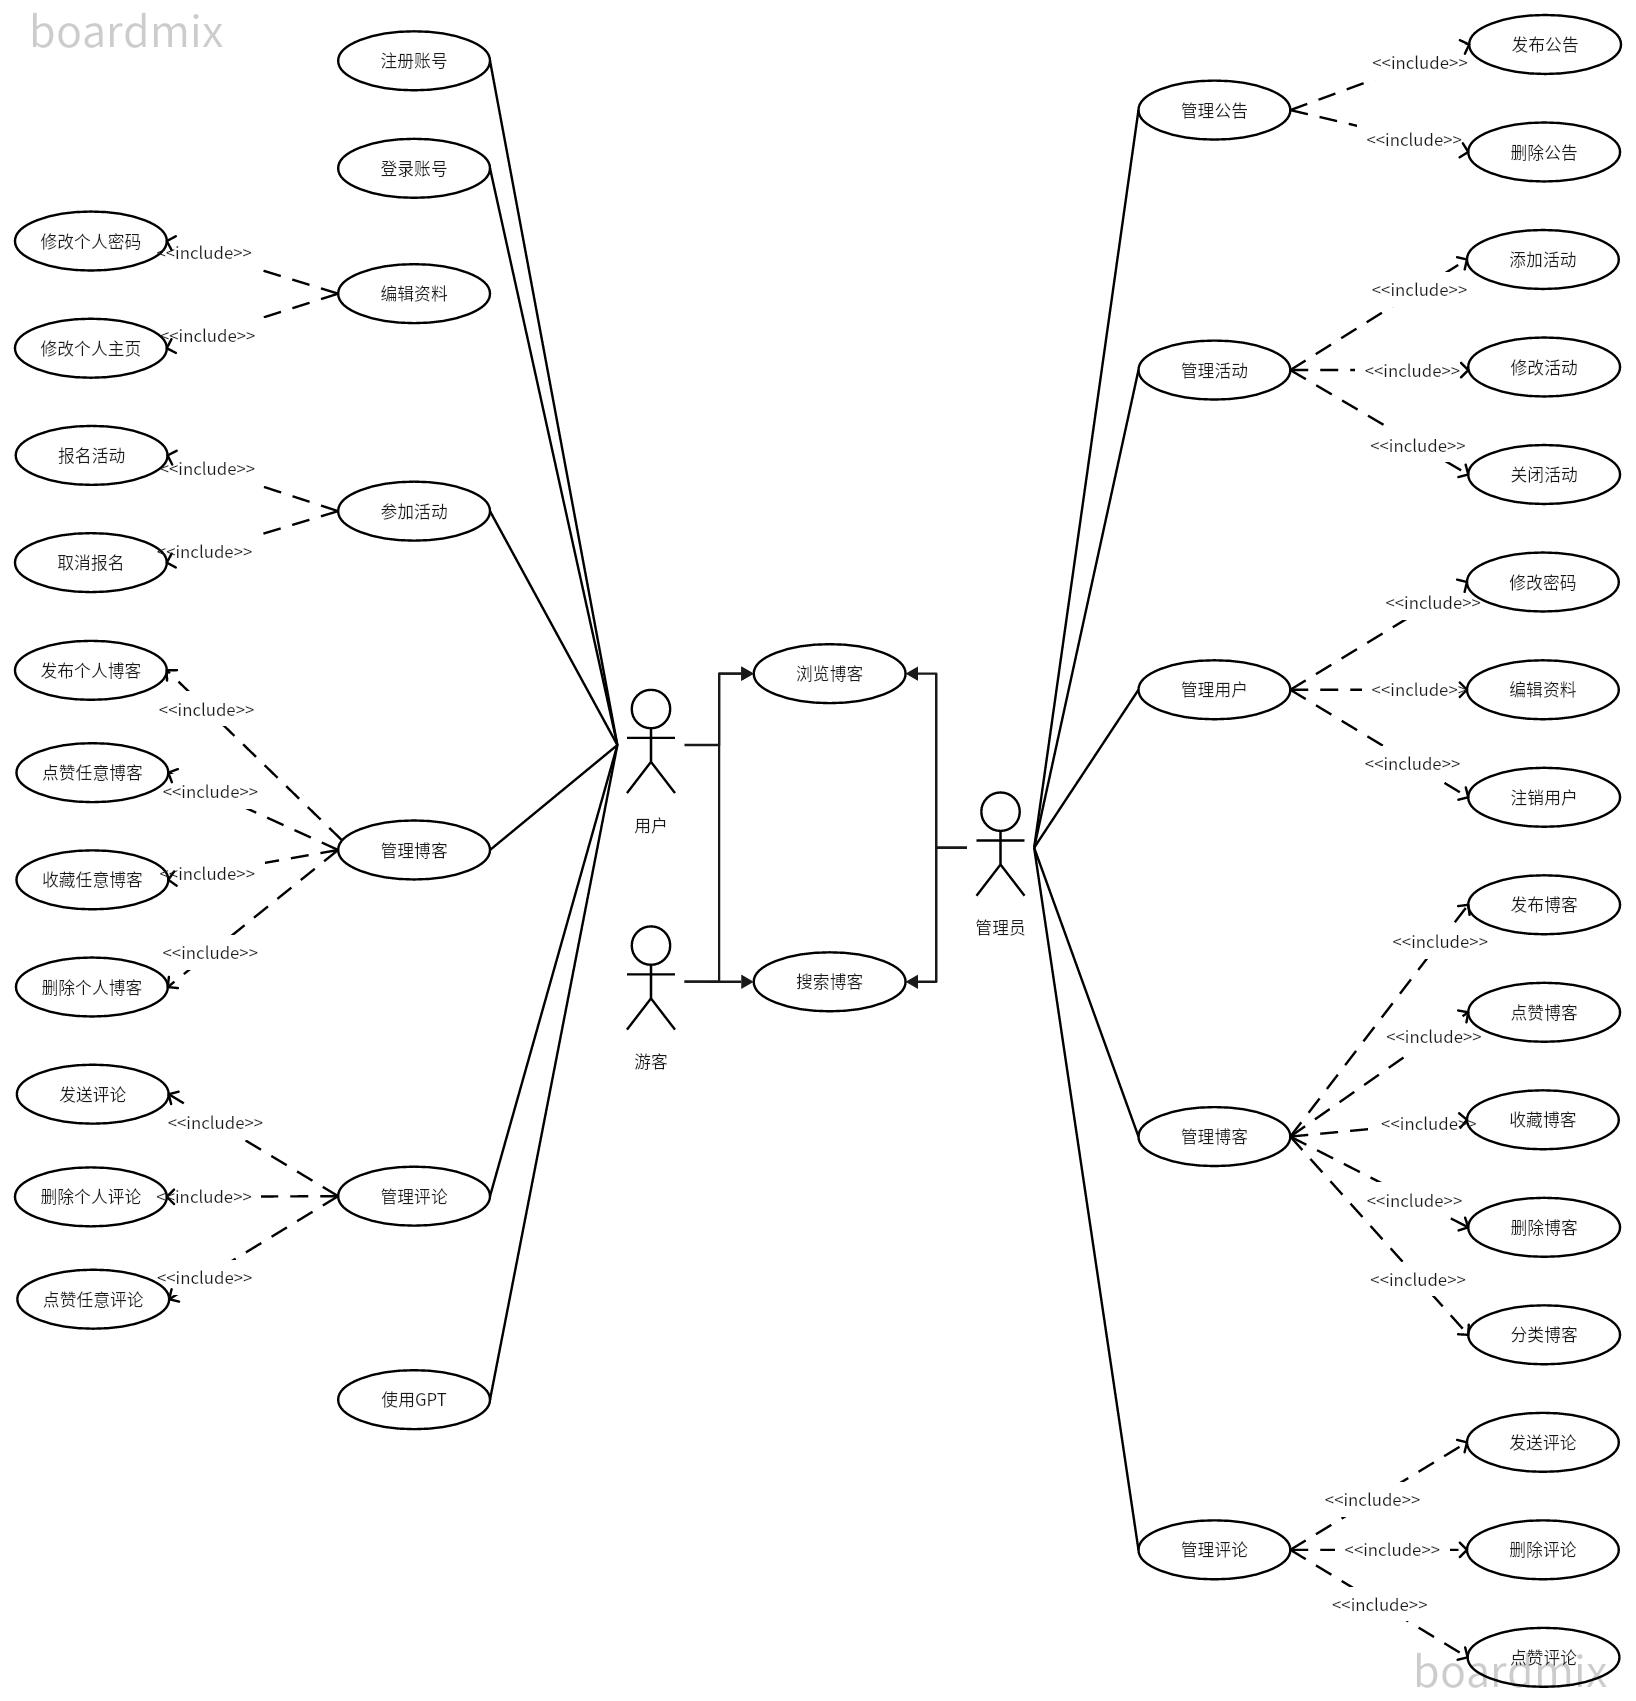 boardmix
注册账号
登录账号
修改个人密码
<<include>>
编辑资料
<<include>>
修改个人主页
报名活动
<<include>>
参加活动
<<include>>
取消报名
发布个人博客
<<include>>
点赞任意博客
<<include>>
管理博客
<<include>>
收藏任意博客
<<include>>
删除个人博客
发送评论
<<include>>
删除个人评论
<<include>>
管理评论
<<include>>
点赞任意评论
使用GPT
用户
游客
浏览博客
搜索博客
管理员
发布公告
<<include>>
管理公告
<<include>>
删除公告
添加活动
<<include>>
管理活动
<<include>>
修改活动
<<include>>
关闭活动
修改密码
<<include>>
管理用户
<<include>>
编辑资料
<<include>>
注销用户
发布博客
<<include>>
点赞博客
<<include>>
管理博客
<<include>>
收藏博客
<<include>>
删除博客
<<include>>
分类博客
发送评论
<<include>>
管理评论
<<include>>
删除评论
<<include>>
点赞评论
boardmix